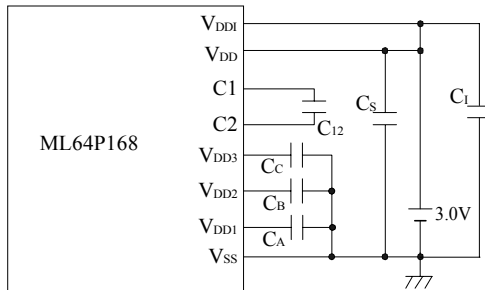 VDDI
VDD
C1
C2
C12
CS
CI
ML64P168
VDD3
CC
VDD2
CB
VDD1
CA
3.0V
VSS